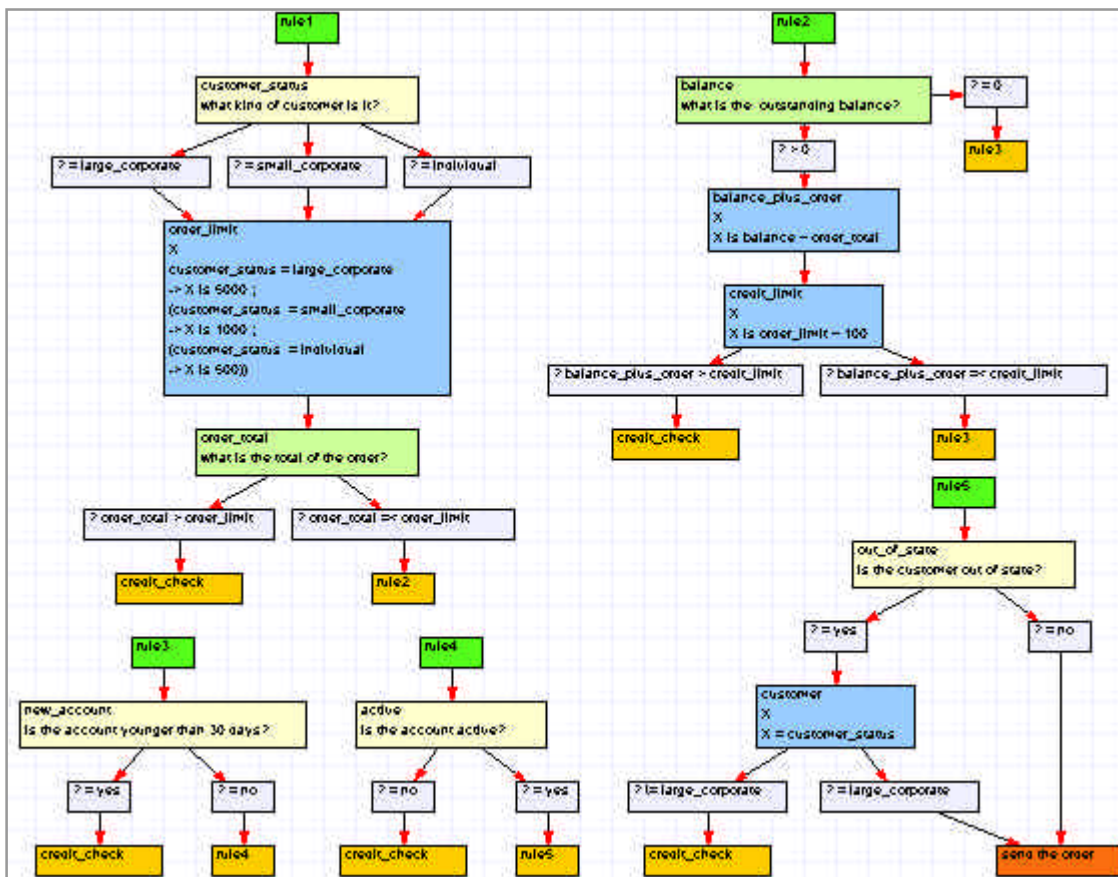 rule1
customer_status
what kind of customer is it?
? = large_corporate
? = small_corporate
? = individual
order_limit
X
customer_status = large_corporate
-> X is 5000 ;
(customer_status = small_corporate
-> X is 1000 ;
(customer_status = individual
-> X is 500))
order_total
what is the total of the order?
? order_total > order_limit
? order_total =< order_limit
credit_check
rule2
rule2
balance
what is the outstanding balance?
? = 0
rule3
? > 0
balance_plus_order
X
X is balance + order_total
credit_limit
X
X is order_limit + 100
? balance_plus_order > credit_limit
? balance_plus_order =< credit_limit
credit_check
rule3
rule3
new_account
is the account younger than 30 days?
? = yes
? = no
credit_check
rule4
rule4
active
is the account active?
? = no
? = yes
credit_check
rule5
rule5
out_of_state
is the customer out of state?
? = yes
? = no
customer
X
X = customer_status
? \= large_corporate
? = large_corporate
credit_check
send the order